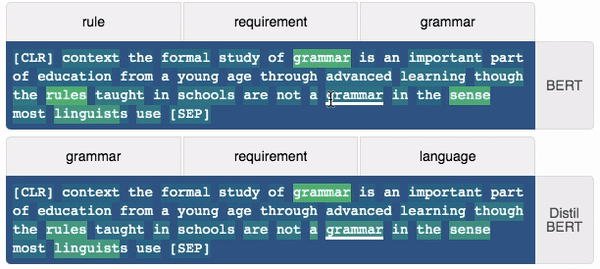 rule requirement grammar
[CLR] context the formal study of grammar is an important part
of education from a young age through advanced learning though
the rules taught in schools are not a grammar in the sense
most linguists use [SEP]
BERT
grammar requirement language
[CLR] context the formal study of grammar is an important part
of education from a young age through advanced learning though
the rules taught in schools are not a grammar in the sense
most linguists use [SEP]
Distil
BERT